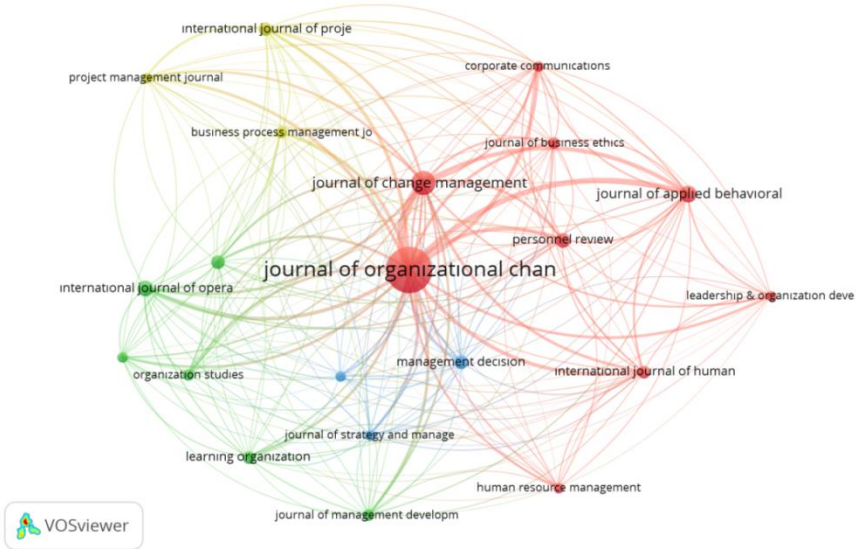 international journal of proje
corporate communications
project management journal
business process management jo
journal of business ethics
journal of change management
journal of applied behavioral
personnel review
journal of organizational chan
international journal of opera
leadership & organization deve
management decision
international journal of human
organization studies
journal of strategy and manage
learning organization
human resource management
journal of management developm
VOSviewer